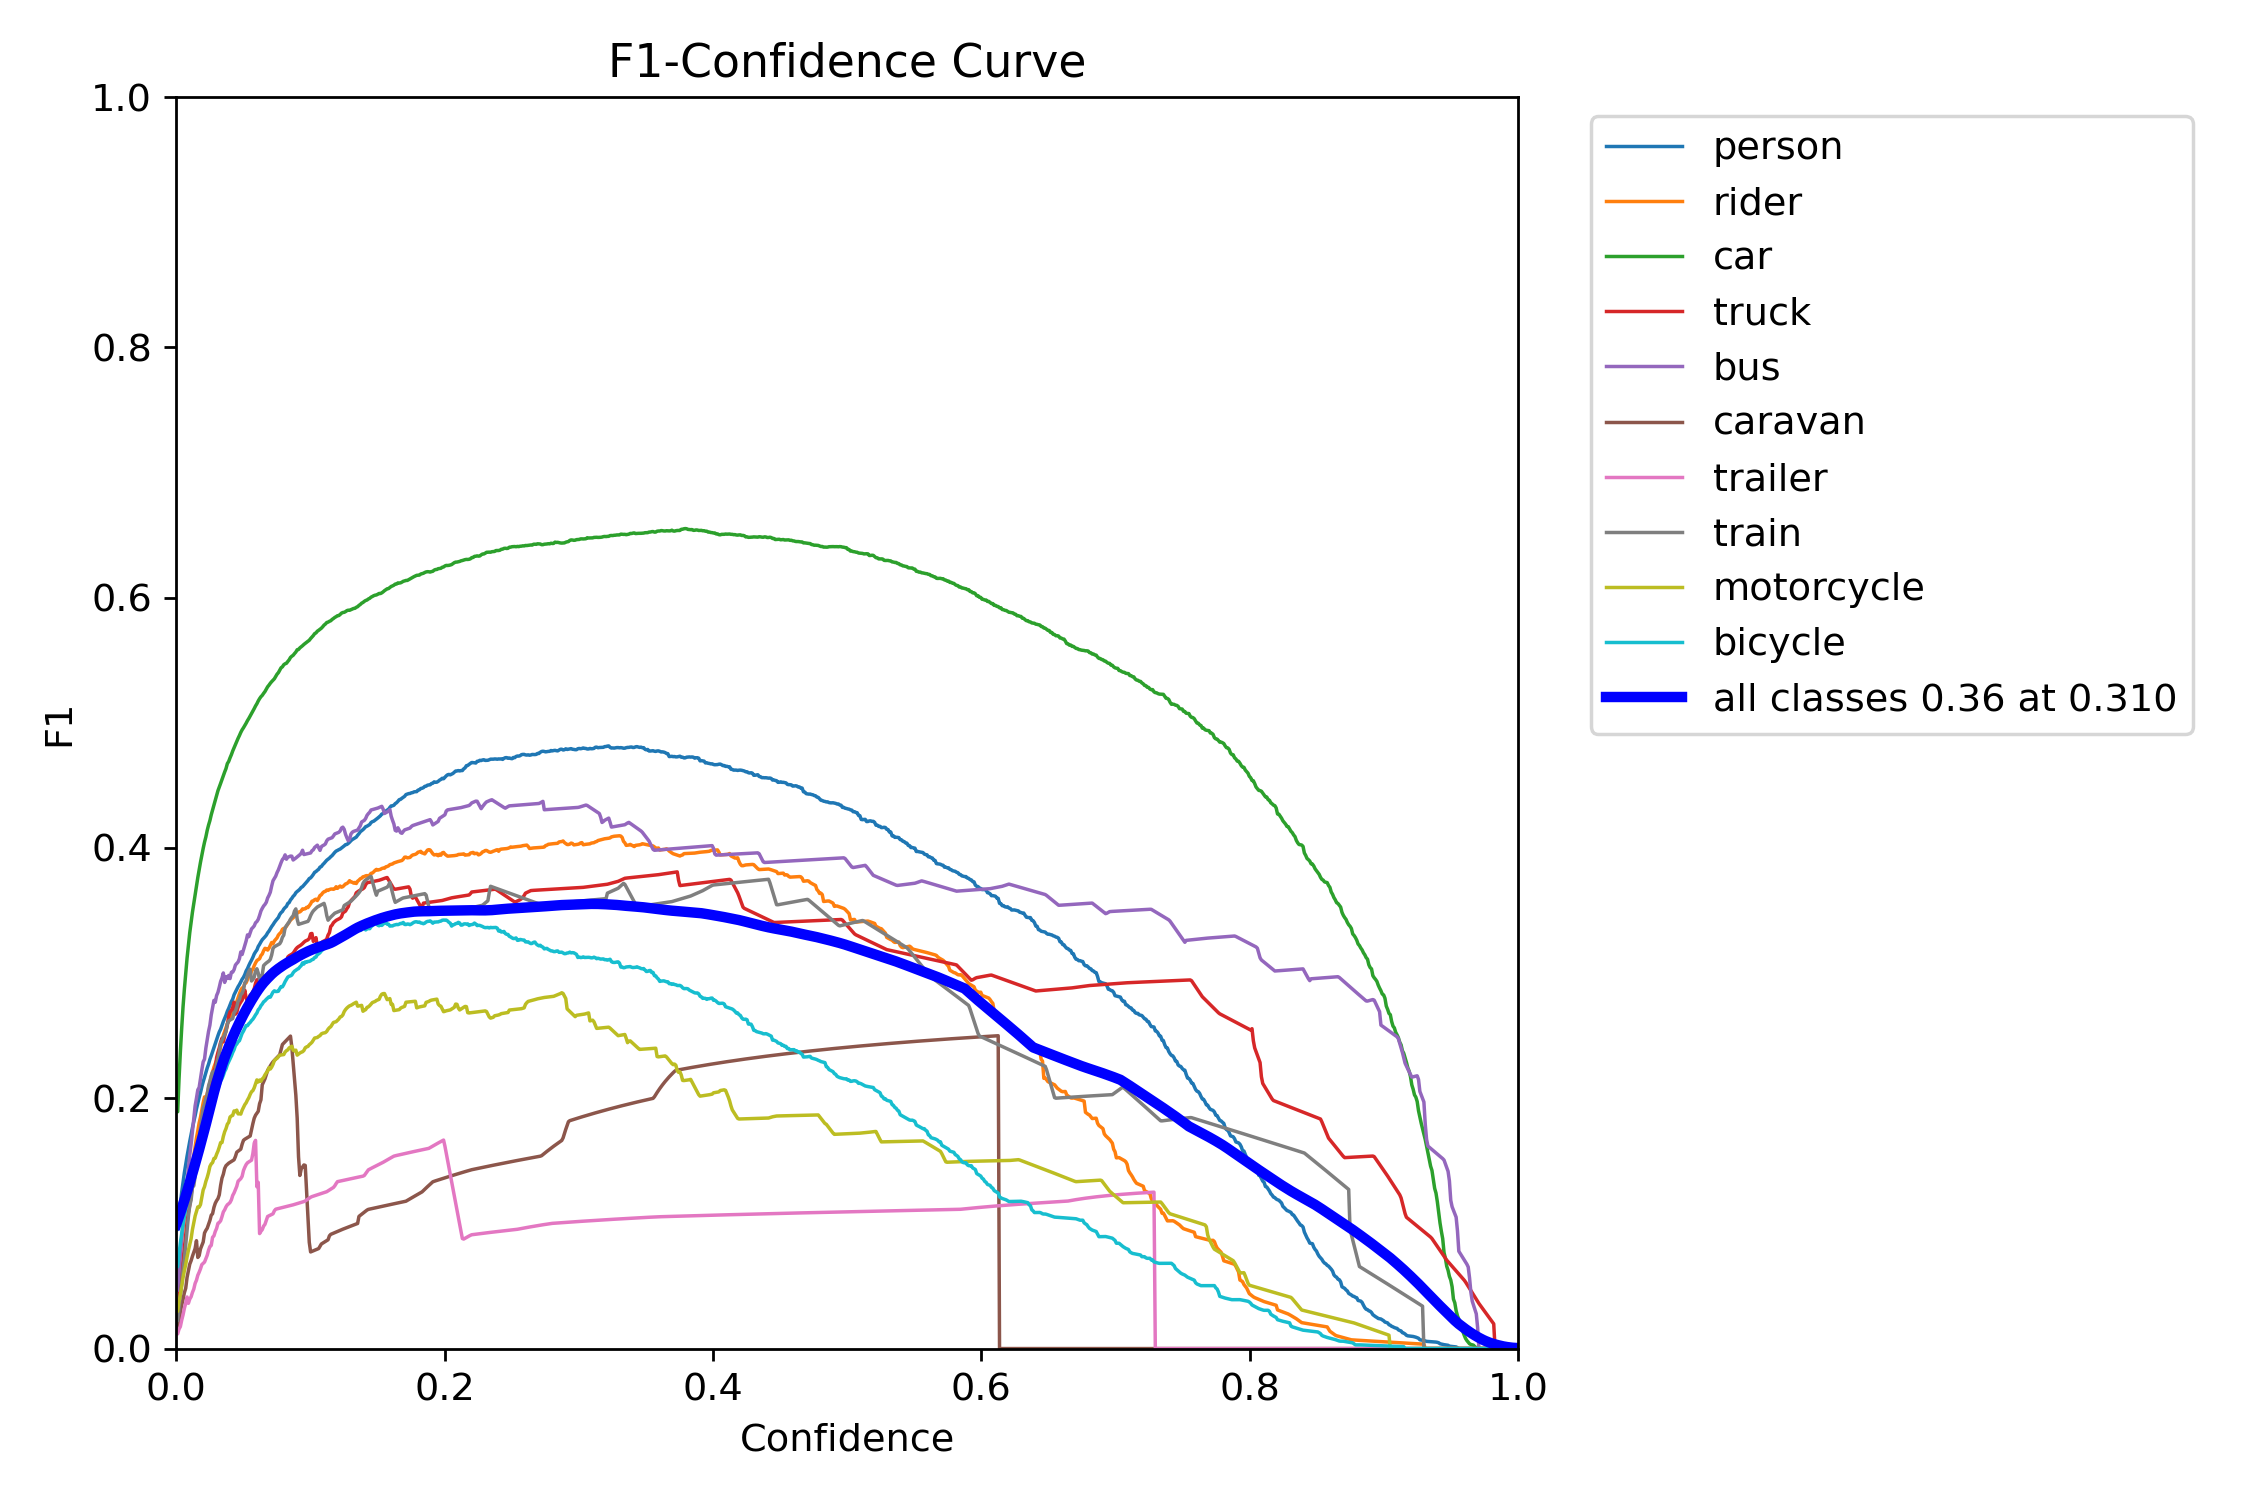 F1-Confidence Curve
1.0
0.8
0.6
0.4
0.2
0.0
F1
0.0 0.2 0.4 0.6 0.8 1.0
Confidence
person
rider
car
truck
bus
caravan
trailer
train
motorcycle
bicycle
all classes 0.36 at 0.310